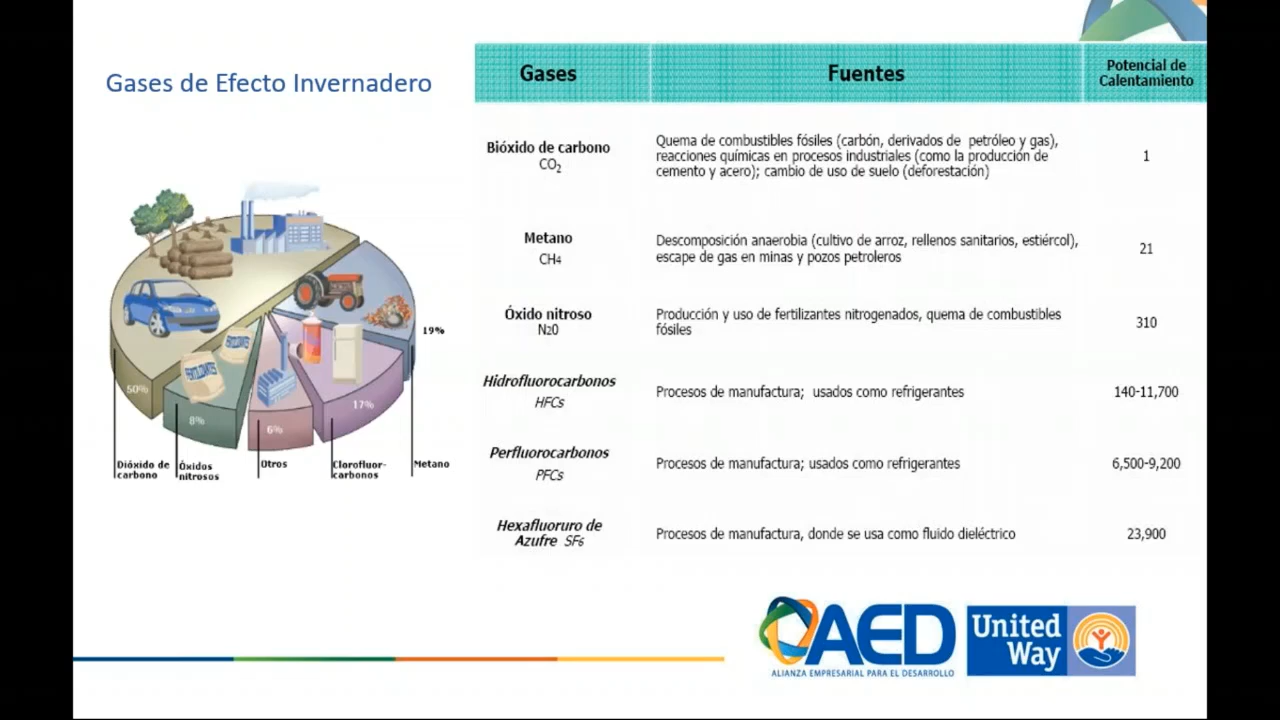 Gases de Efecto Invernadero
Gases
Fuentes
Potencial de
Calentamiento
Bióxido de carbono
CO2
Quema de combustibles fósiles (carbón, derivados de petróleo y gas),
reacciones químicas en procesos industriales (como la producción de
cemento y acero); cambio de uso de suelo (deforestación)
1
Metano
CH4
Descomposición anaerobia (cultivo de arroz, rellenos sanitarios, estiércol),
escape de gas en minas y pozos petroleros
21
Óxido nitroso
N20
Producción y uso de fertilizantes nitrogenados, quema de combustibles
fósiles
310
Hidrofluorocarbonos
HFCs
Procesos de manufactura; usados como refrigerantes
140-11,700
Perfluorocarbonos
PFCs
Procesos de manufactura; usados como refrigerantes
6,500-9,200
Hexafluoruro de
Azufre SF6
Procesos de manufactura, donde se usa como fluido dieléctrico
23,900
19%
50%
8%
6%
17%
Dióxido de
carbono
Óxidos
nitrosos
Otros
Clorofluor-
carbonos
Metano
AED
ALIANZA EMPRESARIAL PARA EL DESARROLLO
United
Way